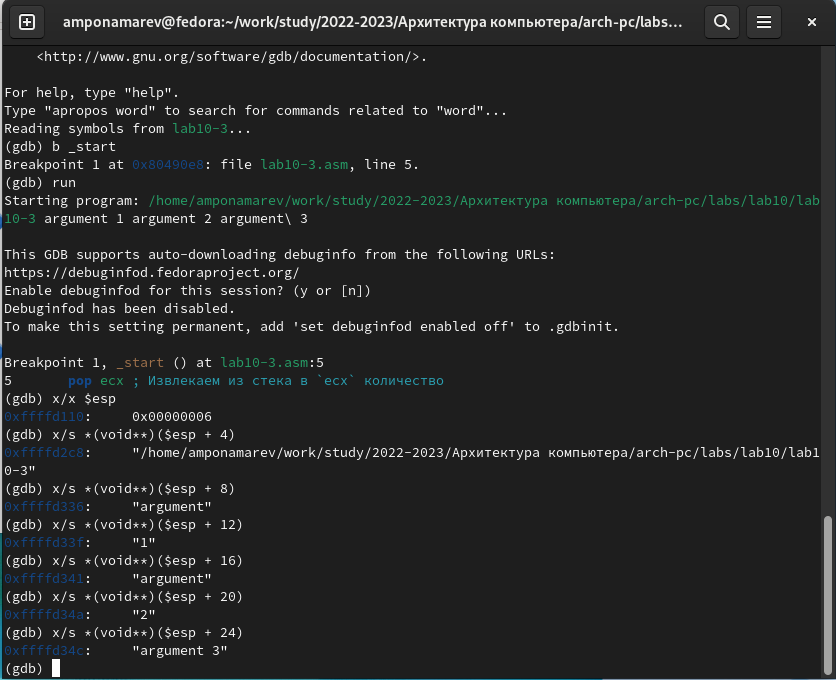 amponamarev@fedora:~/work/study/2022-2023/Архитектура компьютера/arch-pc/labs...
<http://www.gnu.org/software/gdb/documentation/>.
For help, type "help".
Type "apropos word" to search for commands related to "word"...
Reading symbols from lab10-3...
(gdb) b _start
Breakpoint 1 at 0x80490e8: file lab10-3.asm, line 5.
(gdb) run
Starting program: /home/amponamarev/work/study/2022-2023/Архитектура компьютера/arch-pc/labs/lab10/lab
10-3 argument 1 argument 2 argument\ 3
This GDB supports auto-downloading debuginfo from the following URLs:
https://debuginfod.fedoraproject.org/
Enable debuginfod for this session? (y or [n])
Debuginfod has been disabled.
To make this setting permanent, add 'set debuginfod enabled off' to .gdbinit.
Breakpoint 1, _start () at lab10-3.asm:5
5       pop ecx ; Извлекаем из стека в `ecx` количество
(gdb) x/x $esp
0xffffd110:     0x00000006
(gdb) x/s *(void**)($esp + 4)
0xffffd2c8:     "/home/amponamarev/work/study/2022-2023/Архитектура компьютера/arch-pc/labs/lab10/lab1
0-3"
(gdb) x/s *(void**)($esp + 8)
0xffffd336:     "argument"
(gdb) x/s *(void**)($esp + 12)
0xffffd33f:     "1"
(gdb) x/s *(void**)($esp + 16)
0xffffd341:     "argument"
(gdb) x/s *(void**)($esp + 20)
0xffffd34a:     "2"
(gdb) x/s *(void**)($esp + 24)
0xffffd34c:     "argument 3"
(gdb)